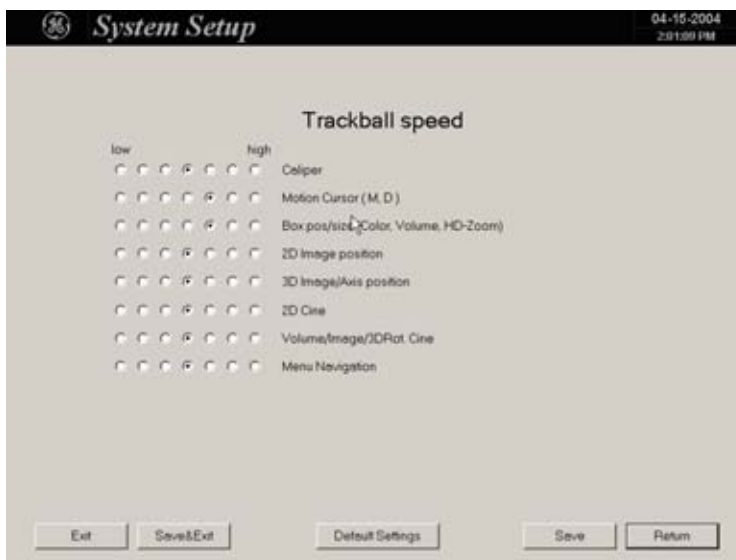 System Setup
04-15-2004
2:01:09 PM
Trackball speed
low high
Caliper
Motion Cursor ( M, D )
Box pos/size (Color, Volume, HD-Zoom)
2D Image position
3D Image/Axis position
2D Cine
Volume/Image/3DRot. Cine
Menu Navigation
Exit Save&Exit Default Settings Save Return